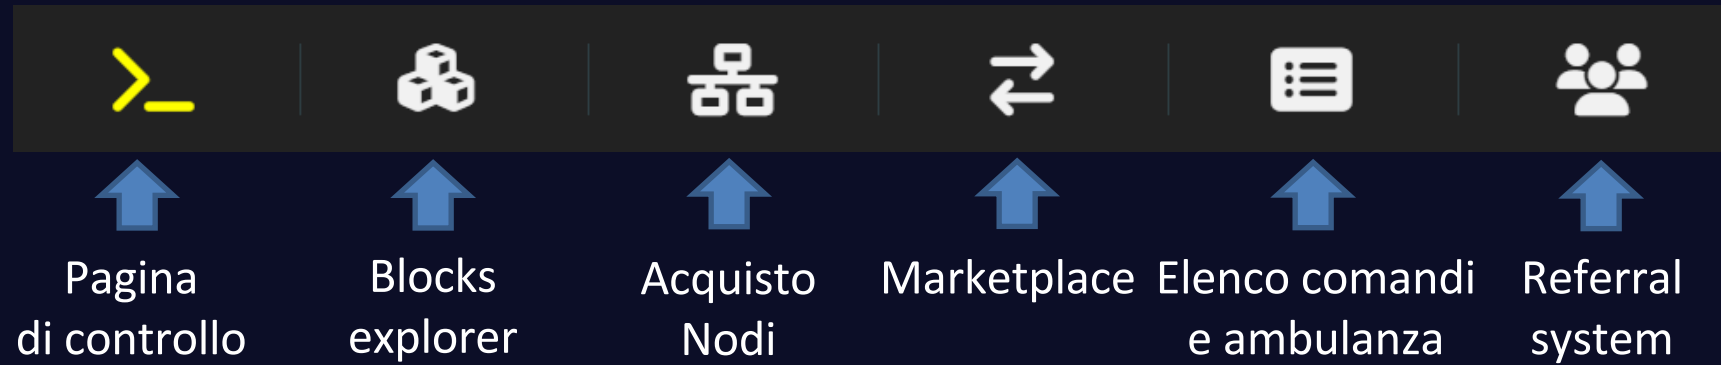 Pagina
di controllo
Blocks
explorer
Acquisto
Nodi
Marketplace
Elenco comandi
e ambulanza
Referral
system